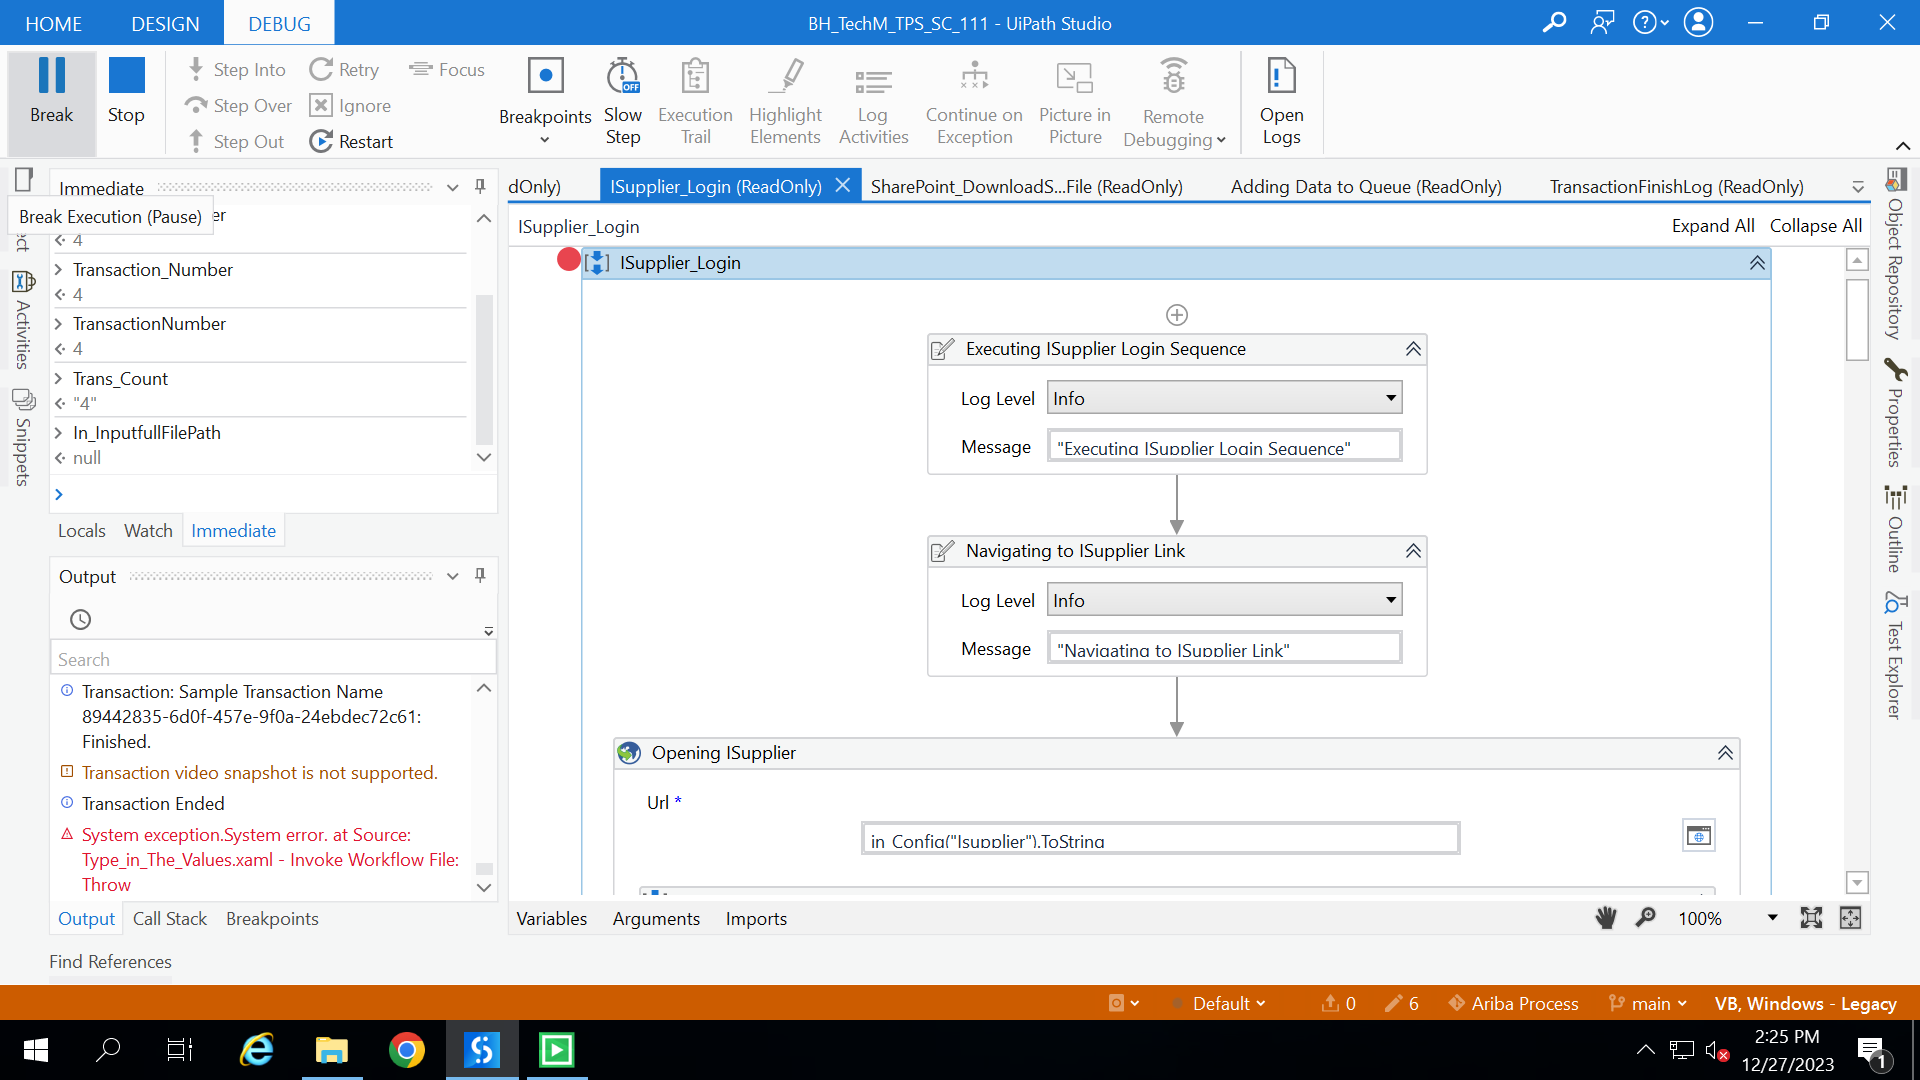 HOME
DESIGN
DEBUG
BH_TechM_TPS_SC_111 - UiPath Studio
Break
Stop
Step Into
Step Over
Step Out
Retry
Ignore
Restart
Focus
Breakpoints
Slow
Step
OFF
Execution
Trail
Highlight
Elements
Log
Activities
Continue on
Exception
Picture in
Picture
Remote
Debugging
Open
Logs
Immediate
Break Execution (Pause)
er
ect
4
Transaction_Number
4
TransactionNumber
4
Trans_Count
"4"
In_InputfullFilePath
null
Locals
Watch
Immediate
Activities
Snippets
Output
Search
Transaction: Sample Transaction Name
89442835-6d0f-457e-9f0a-24ebdec72c61:
Finished.
Transaction video snapshot is not supported.
Transaction Ended
System exception.System error. at Source:
Type_in_The_Values.xaml - Invoke Workflow File:
Throw
Output
Call Stack
Breakpoints
Find References
dOnly)
ISupplier_Login (ReadOnly)
SharePoint_DownloadS...File (ReadOnly)
Adding Data to Queue (ReadOnly)
TransactionFinishLog (ReadOnly)
ISupplier_Login
Expand All
Collapse All
ISupplier_Login
Executing ISupplier Login Sequence
Log Level
Info
Message
"Executing ISupplier Login Sequence"
Navigating to ISupplier Link
Log Level
Info
Message
"Navigating to ISupplier Link"
Opening ISupplier
Url *
in_Config("Isupplier").ToString
Variables
Arguments
Imports
100%
Object Repository
Properties
Outline
Test Explorer
Default
0
6
Ariba Process
main
VB, Windows - Legacy
2:25 PM
12/27/2023
1